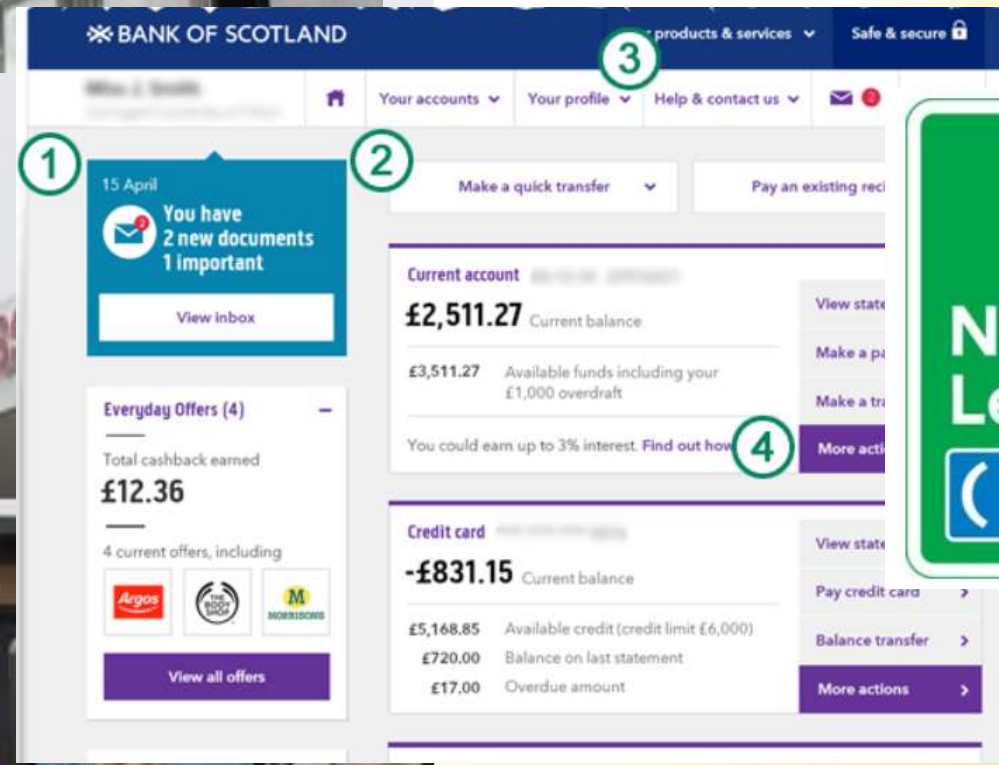 BANK OF SCOTLAND
products & services
Safe & secure
3
Your accounts
Your profile
Help & contact us
2
1
15 April
2
You have
2 new documents
1 important
View inbox
2
Make a quick transfer
Pay an existing
Current account
£2,511.27 Current balance
£3,511.27 Available funds including your
£1,000 overdraft
You could earn up to 3% interest. Find out how
View
Make a
Make a
4
More
Everyday Offers (4)
Total cashback earned
£12.36
4 current offers, including
Argos
THE
BODY
SHOP
M
MORRISONS
View all offers
Credit card
-£831.15 Current balance
£5,168.85 Available credit (credit limit £6,000)
£720.00 Balance on last statement
£17.00 Overdue amount
View
Pay credit card
Balance transfer
More actions
N
Le